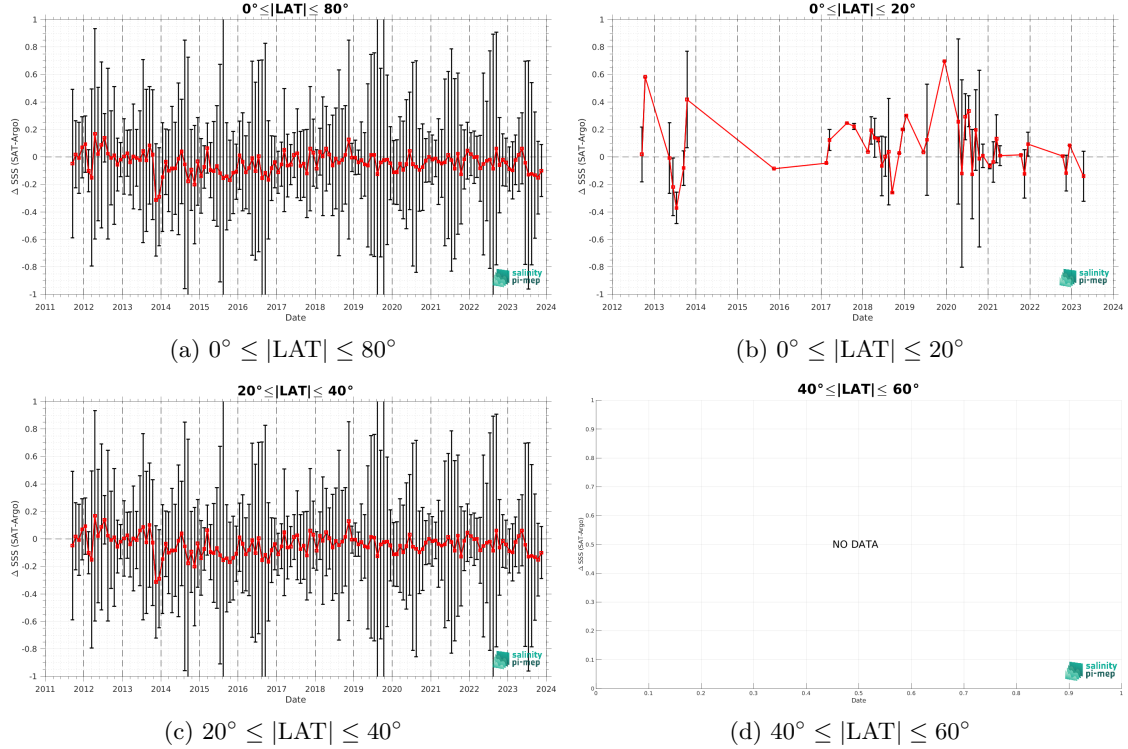 0°≤|LAT|≤ 80°
1
0.8
0.6
0.4
0.2
0
-0.2
-0.4
-0.6
-0.8
-1
Δ SSS (SAT-Argo)
2011 2012 2013 2014 2015 2016 2017 2018 2019 2020 2021 2022 2023 2024
Date
salinity
pi-mep
(a) 0° ≤ |LAT| ≤ 80°
0°≤|LAT|≤ 20°
1
0.8
0.6
0.4
0.2
0
-0.2
-0.4
-0.6
-0.8
-1
Δ SSS (SAT-Argo)
2012 2013 2014 2015 2016 2017 2018 2019 2020 2021 2022 2023 2024
Date
salinity
pi-mep
(b) 0° ≤ |LAT| ≤ 20°
20°≤|LAT|≤ 40°
1
0.8
0.6
0.4
0.2
0
-0.2
-0.4
-0.6
-0.8
-1
Δ SSS (SAT-Argo)
2011 2012 2013 2014 2015 2016 2017 2018 2019 2020 2021 2022 2023 2024
Date
salinity
pi-mep
(c) 20° ≤ |LAT| ≤ 40°
40°≤|LAT|≤ 60°
1
0.9
0.8
0.7
0.6
0.5
0.4
0.3
0.2
0.1
0
Δ SSS (SAT-Argo)
NO DATA
0 0.1 0.2 0.3 0.4 0.5 0.6 0.7 0.8 0.9 1
Date
salinity
pi-mep
(d) 40° ≤ |LAT| ≤ 60°